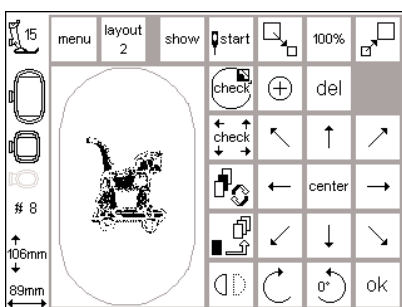 15
menu
layout
2
show
start
100%
check
del
check
# 8
center
106mm
89mm
0°
ok